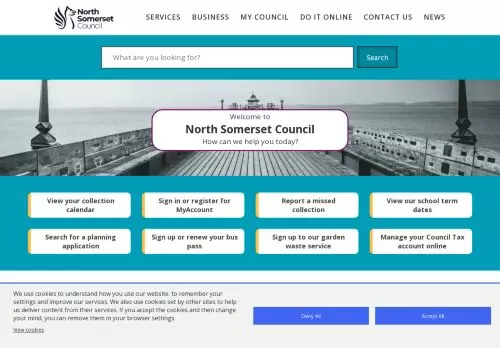 North
Somerset
Council
SERVICES BUSINESS MY COUNCIL DO IT ONLINE CONTACT US NEWS
What are you looking for?
Search
Welcome to
North Somerset Council
How can we help you today?
View your collection
calendar
Sign in or register for
MyAccount
Report a missed
collection
View our school term
dates
Search for a planning
application
Sign up or renew your bus
pass
Sign up to our garden
waste service
Manage your Council Tax
account online
We use cookies to understand how you use our website, to remember your
settings and improve our services. We also use cookies set by other sites to help
us deliver content from their services. If you accept the cookies and then change
your mind, you can remove them in your browser settings.
View cookies
Deny All
Accept All